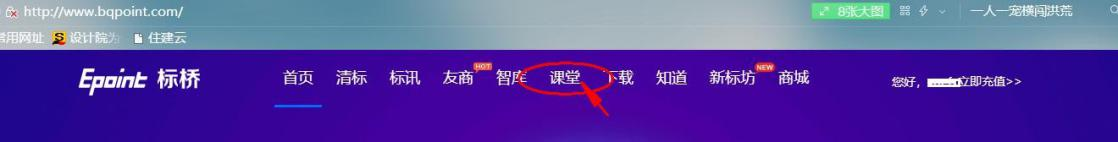 http://www.bqpoint.com/ 8张大图 一人一宠横闯洪荒
常用网址 设计院为 住建云
Epoint 标桥 首页 清标 标讯 友商 HOT 智库 课堂 下载 知道 新标坊 NEW 商城 您好， 立即充值>>